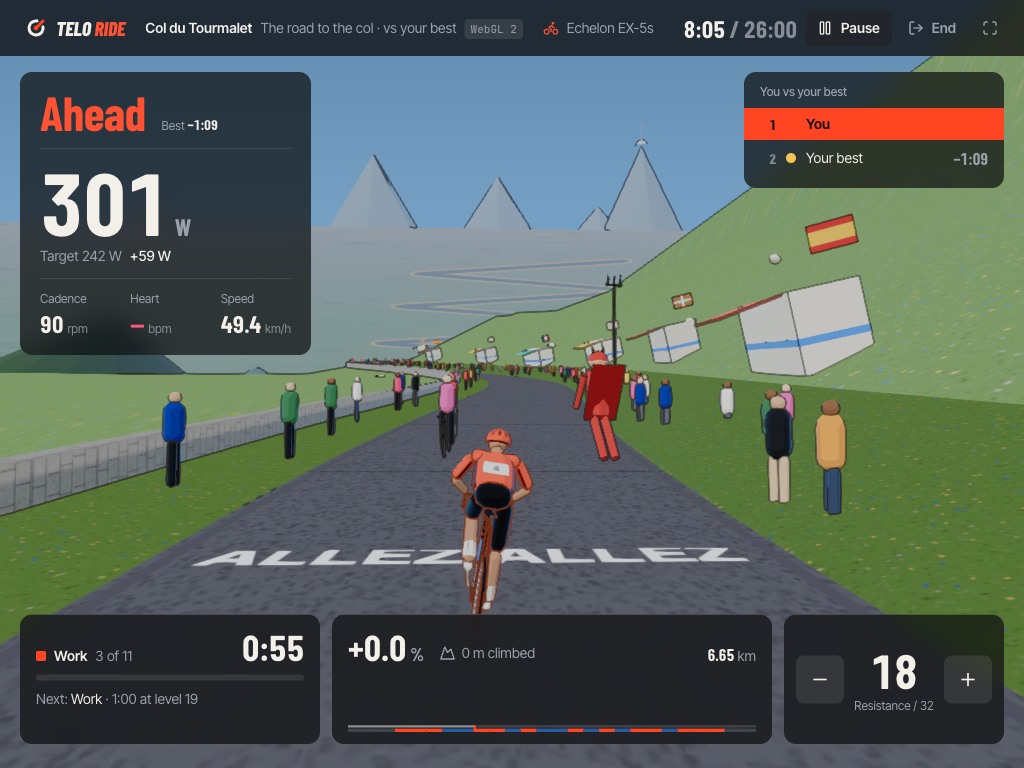 TELO RIDE Col du Tourmalet The road to the col · vs your best WebGL 2 Echelon EX-5s 8:05 / 26:00 Pause End
Ahead Best −1:09
301 W
Target 242 W +59 W
Cadence Heart Speed
90 rpm — bpm 49.4 km/h
You vs your best
1 You
2 Your best −1:09
4
ALLEZ ALLEZ
Work 3 of 11 0:55
Next: Work · 1:00 at level 19
+0.0 % 0 m climbed 6.65 km
− 18 +
Resistance / 32